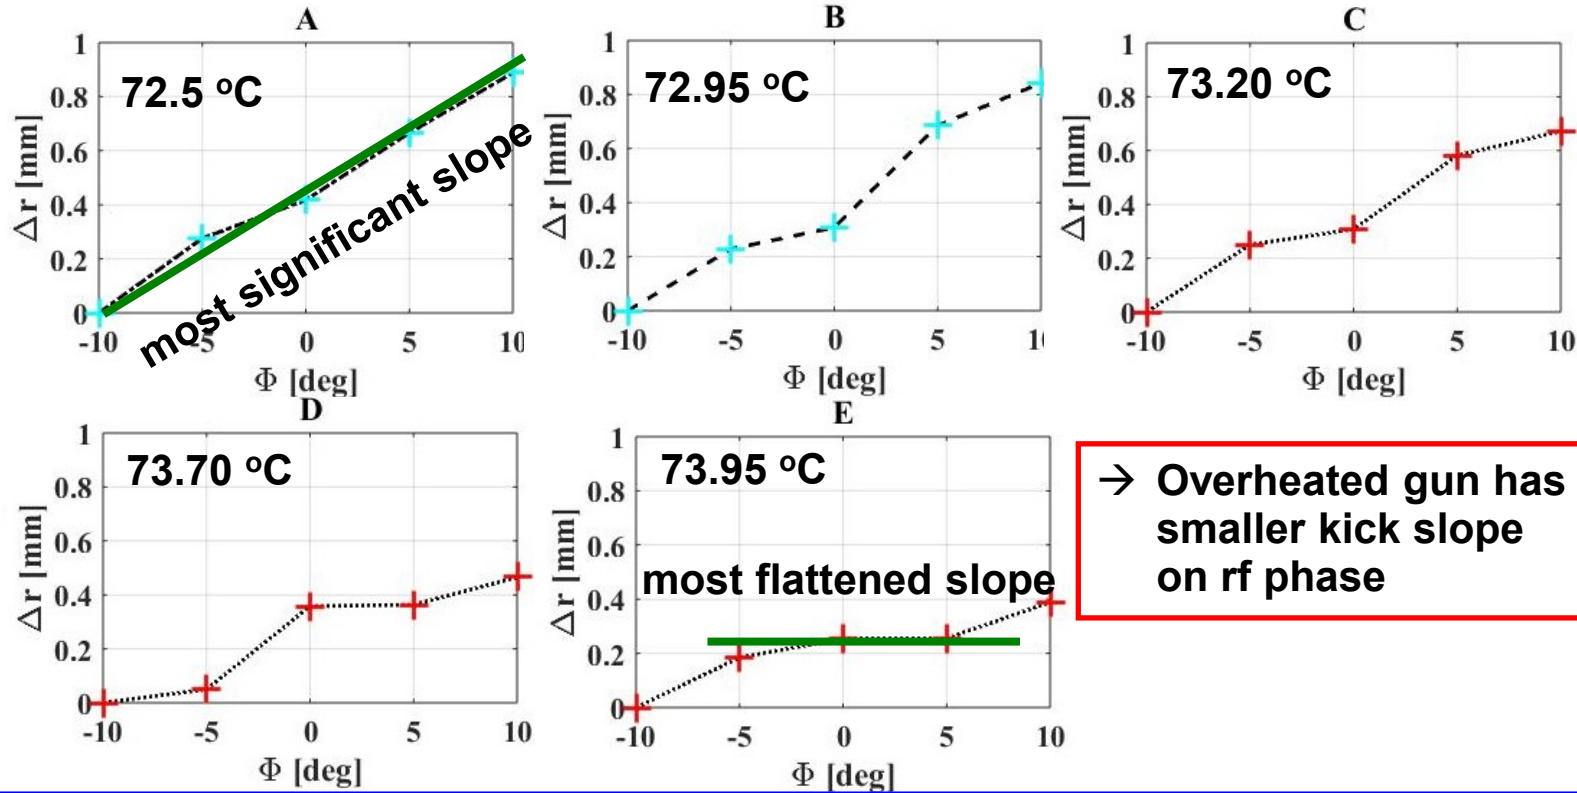 A
72.5 ᵒC
most significant slope
1
0.8
0.6
0.4
0.2
0
-10
-5
0
5
10
Δr [mm]
Φ [deg]
B
72.95 ᵒC
1
0.8
0.6
0.4
0.2
0
-10
-5
0
5
Δr [mm]
Φ [deg]
C
73.20 ᵒC
1
0.8
0.6
0.4
0.2
0
-10
-5
0
5
10
Δr [mm]
Φ [deg]
D
73.70 ᵒC
1
0.8
0.6
0.4
0.2
0
-10
-5
0
5
10
Δr [mm]
Φ [deg]
E
73.95 ᵒC
most flattened slope
1
0.8
0.6
0.4
0.2
0
-10
-5
0
5
10
Δr [mm]
Φ [deg]
→ Overheated gun has
smaller kick slope
on rf phase